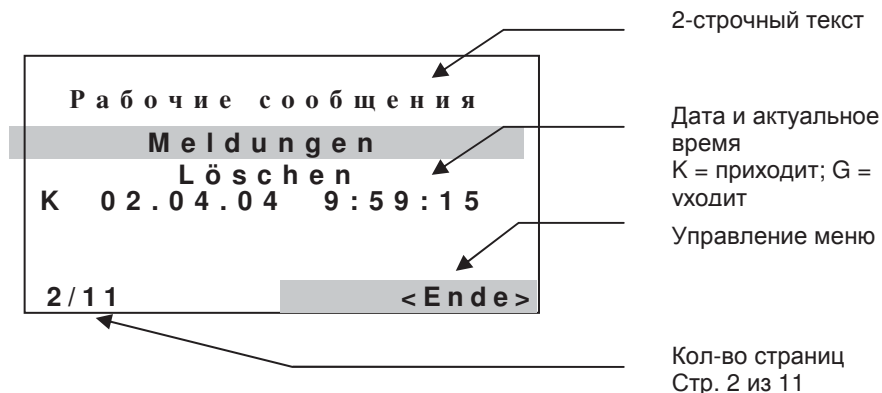 2-строчный текст
Рабочие сообщения
Meldungen
Löschen
K 02.04.04 9:59:15
2/11 <Ende>
Дата и актуальное
время
K = приходит; G =
уходит
Управление меню
Кол-во страниц
Стр. 2 из 11